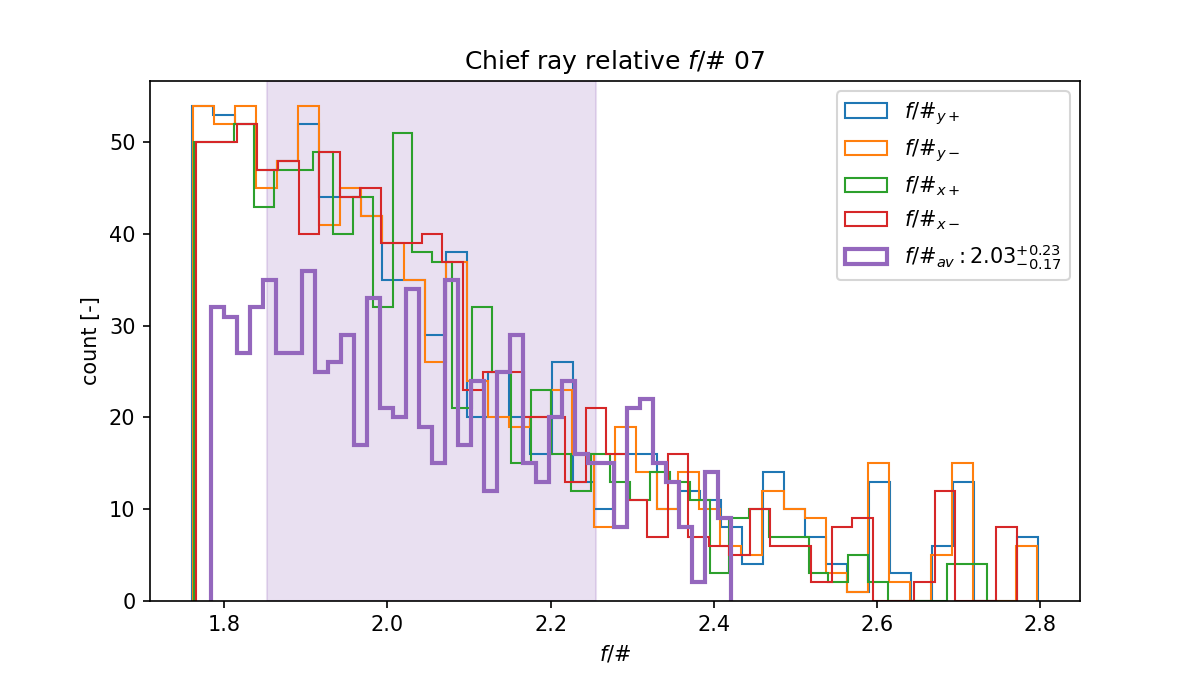 Chief ray relative f/# 07
f/#y+
f/#y−
f/#x+
f/#x−
f/#av : 2.03+0.23−0.17
count [-]
50
40
30
20
10
0
1.8 2.0 2.2 2.4 2.6 2.8
f/#